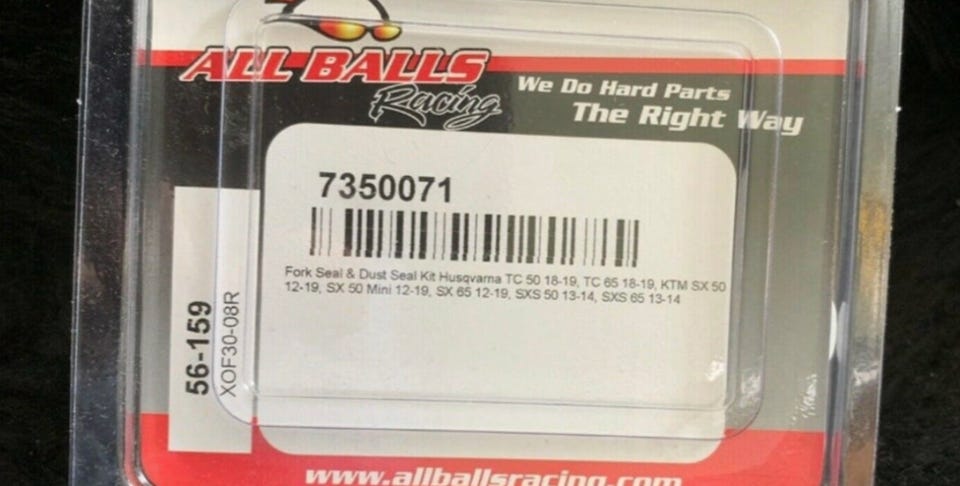 ALL BALLS
Racing
We Do Hard Parts
The Right Way
7350071
Fork Seal & Dust Seal Kit Husqvarna TC 50 18-19, TC 65 18-19, KTM SX 50
12-19, SX 50 Mini 12-19, SX 65 12-19, SXS 50 13-14, SXS 65 13-14
56-159
XOF30-08R
www.allballsracing.com